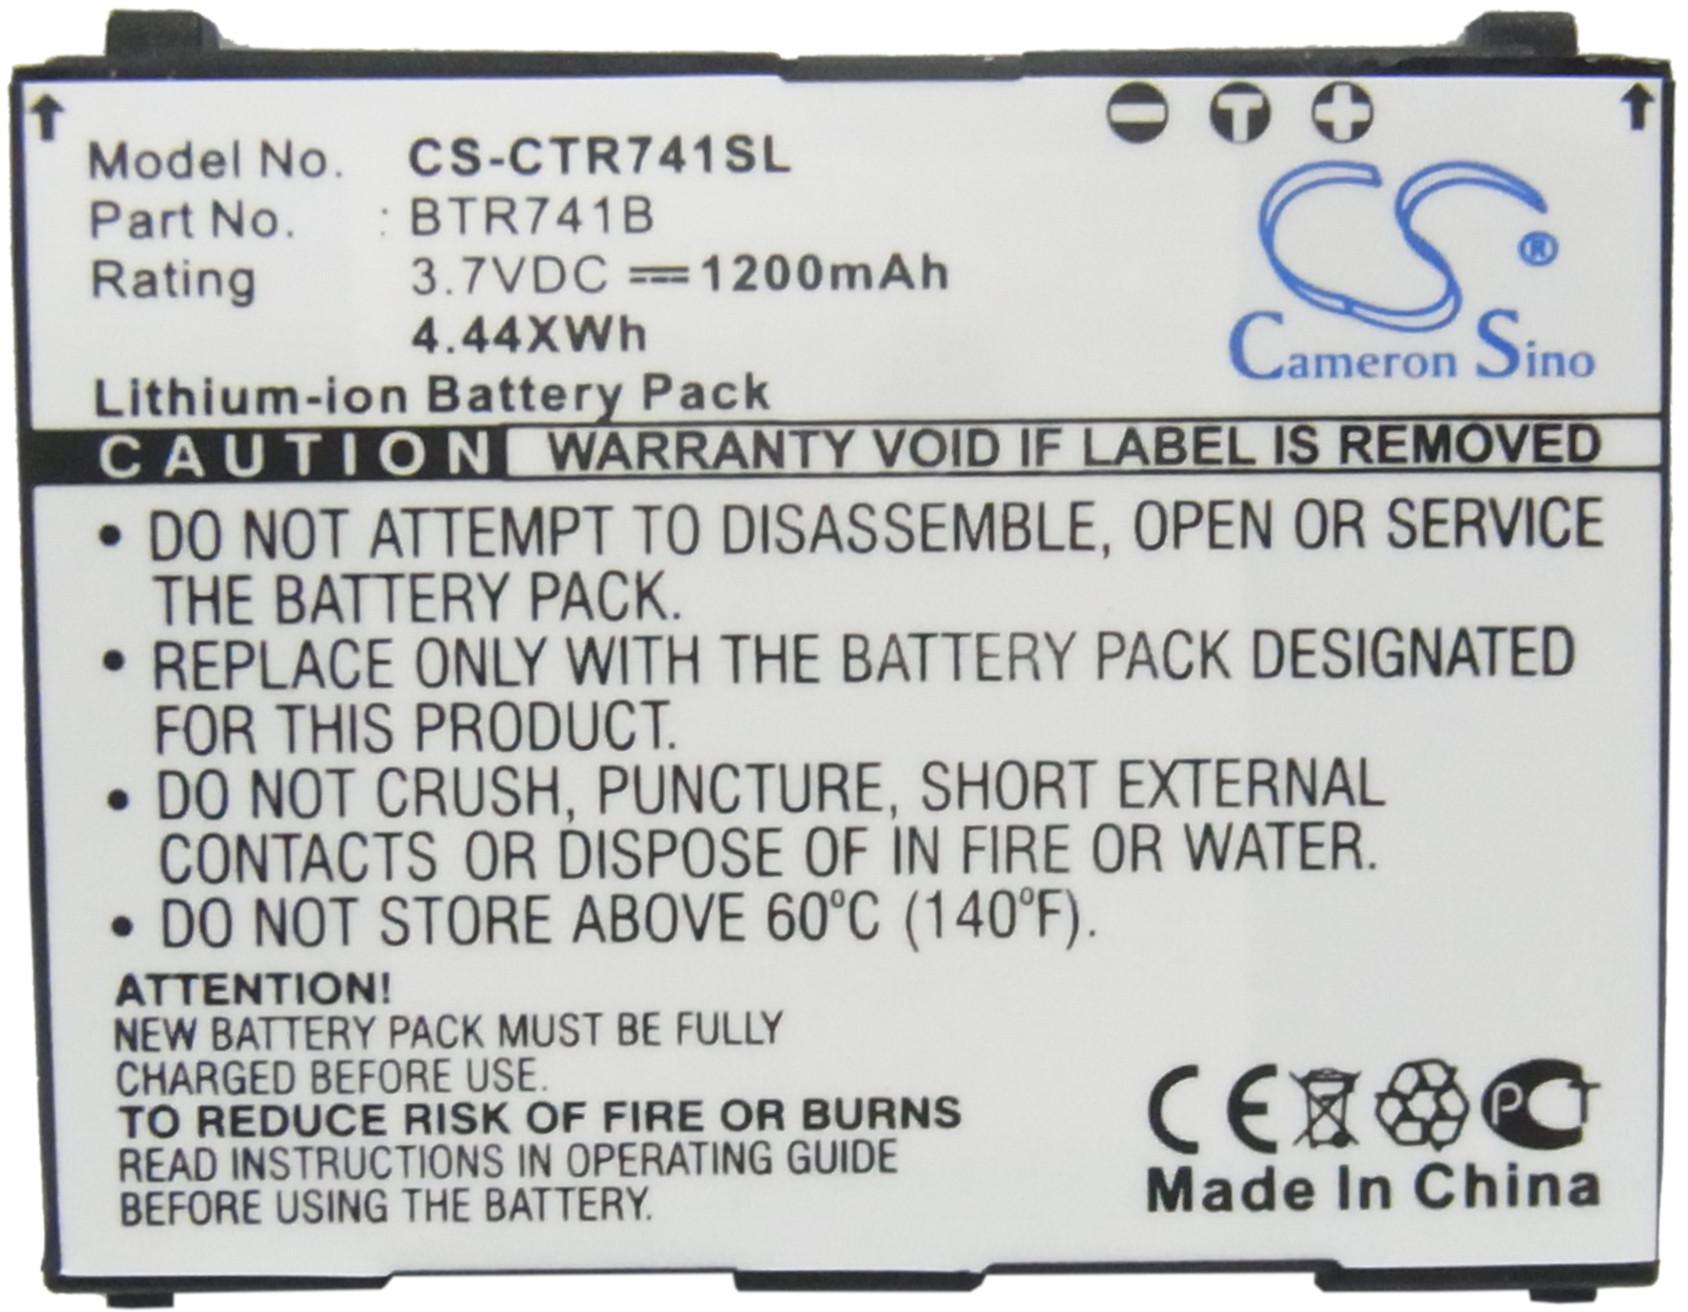 Model No. CS-CTR741SL
Part No. : BTR741B
Rating 3.7VDC 1200mAh
4.44XWh
Lithium-ion Battery Pack
− T +
CS ®
Cameron Sino
CAUTION WARRANTY VOID IF LABEL IS REMOVED
• DO NOT ATTEMPT TO DISASSEMBLE, OPEN OR SERVICE
THE BATTERY PACK.
• REPLACE ONLY WITH THE BATTERY PACK DESIGNATED
FOR THIS PRODUCT.
• DO NOT CRUSH, PUNCTURE, SHORT EXTERNAL
CONTACTS OR DISPOSE OF IN FIRE OR WATER.
• DO NOT STORE ABOVE 60°C (140°F).
ATTENTION!
NEW BATTERY PACK MUST BE FULLY
CHARGED BEFORE USE.
TO REDUCE RISK OF FIRE OR BURNS
READ INSTRUCTIONS IN OPERATING GUIDE
BEFORE USING THE BATTERY.
CE PCT
Made In China